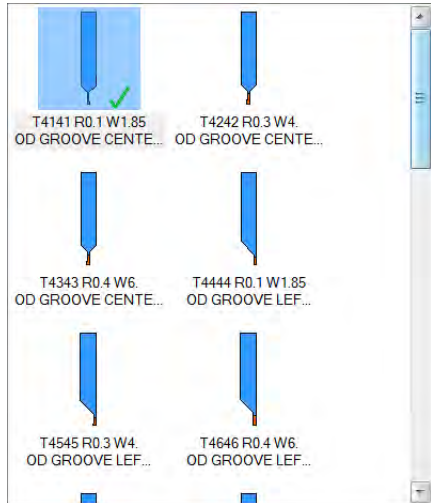 T4141 R0.1 W1.85
OD GROOVE CENTE...
T4242 R0.3 W4.
OD GROOVE CENTE...
T4343 R0.4 W6.
OD GROOVE CENTE...
T4444 R0.1 W1.85
OD GROOVE LEF...
T4545 R0.3 W4.
OD GROOVE LEF...
T4646 R0.4 W6.
OD GROOVE LEF...